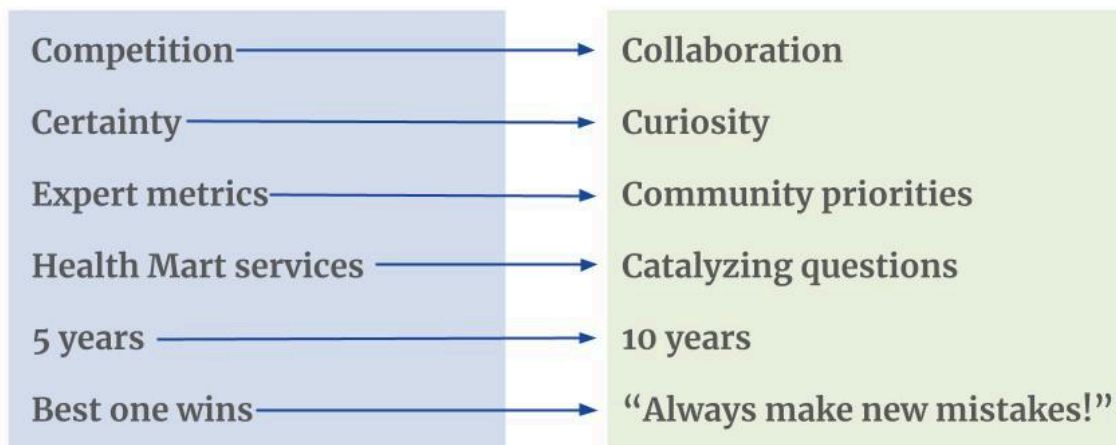 Competition
Collaboration
Certainty
Curiosity
Expert metrics
Community priorities
Health Mart services
Catalyzing questions
5 years
10 years
Best one wins
“Always make new mistakes!”